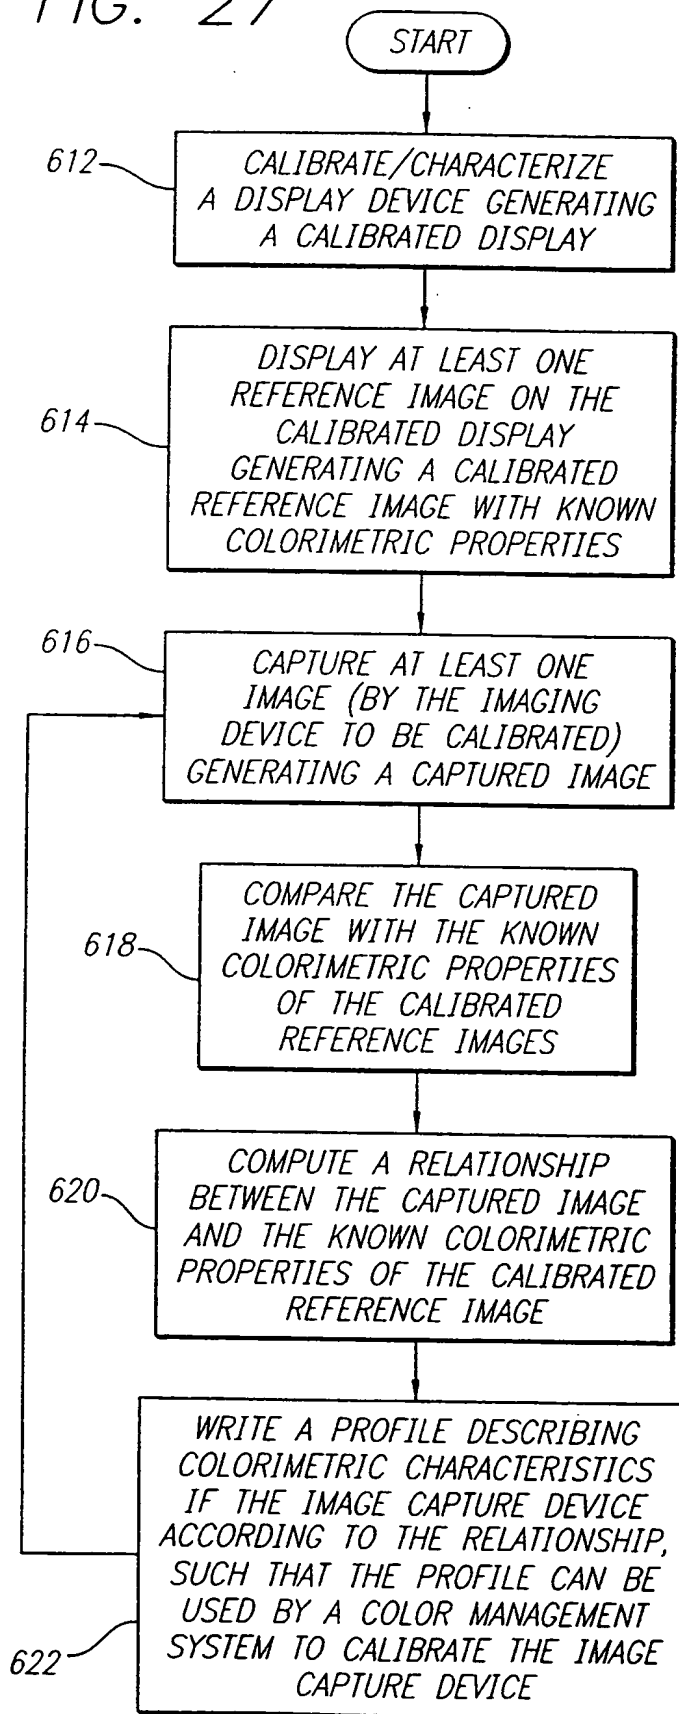 FIG. 27
START
612
CALIBRATE/CHARACTERIZE
A DISPLAY DEVICE GENERATING
A CALIBRATED DISPLAY
614
DISPLAY AT LEAST ONE
REFERENCE IMAGE ON THE
CALIBRATED DISPLAY
GENERATING A CALIBRATED
REFERENCE IMAGE WITH KNOWN
COLORIMETRIC PROPERTIES
616
CAPTURE AT LEAST ONE
IMAGE (BY THE IMAGING
DEVICE TO BE CALIBRATED)
GENERATING A CAPTURED IMAGE
618
COMPARE THE CAPTURED
IMAGE WITH THE KNOWN
COLORIMETRIC PROPERTIES
OF THE CALIBRATED
REFERENCE IMAGES
620
COMPUTE A RELATIONSHIP
BETWEEN THE CAPTURED IMAGE
AND THE KNOWN COLORIMETRIC
PROPERTIES OF THE CALIBRATED
REFERENCE IMAGE
622
WRITE A PROFILE DESCRIBING
COLORIMETRIC CHARACTERISTICS
IF THE IMAGE CAPTURE DEVICE
ACCORDING TO THE RELATIONSHIP,
SUCH THAT THE PROFILE CAN BE
USED BY A COLOR MANAGEMENT
SYSTEM TO CALIBRATE THE IMAGE
CAPTURE DEVICE